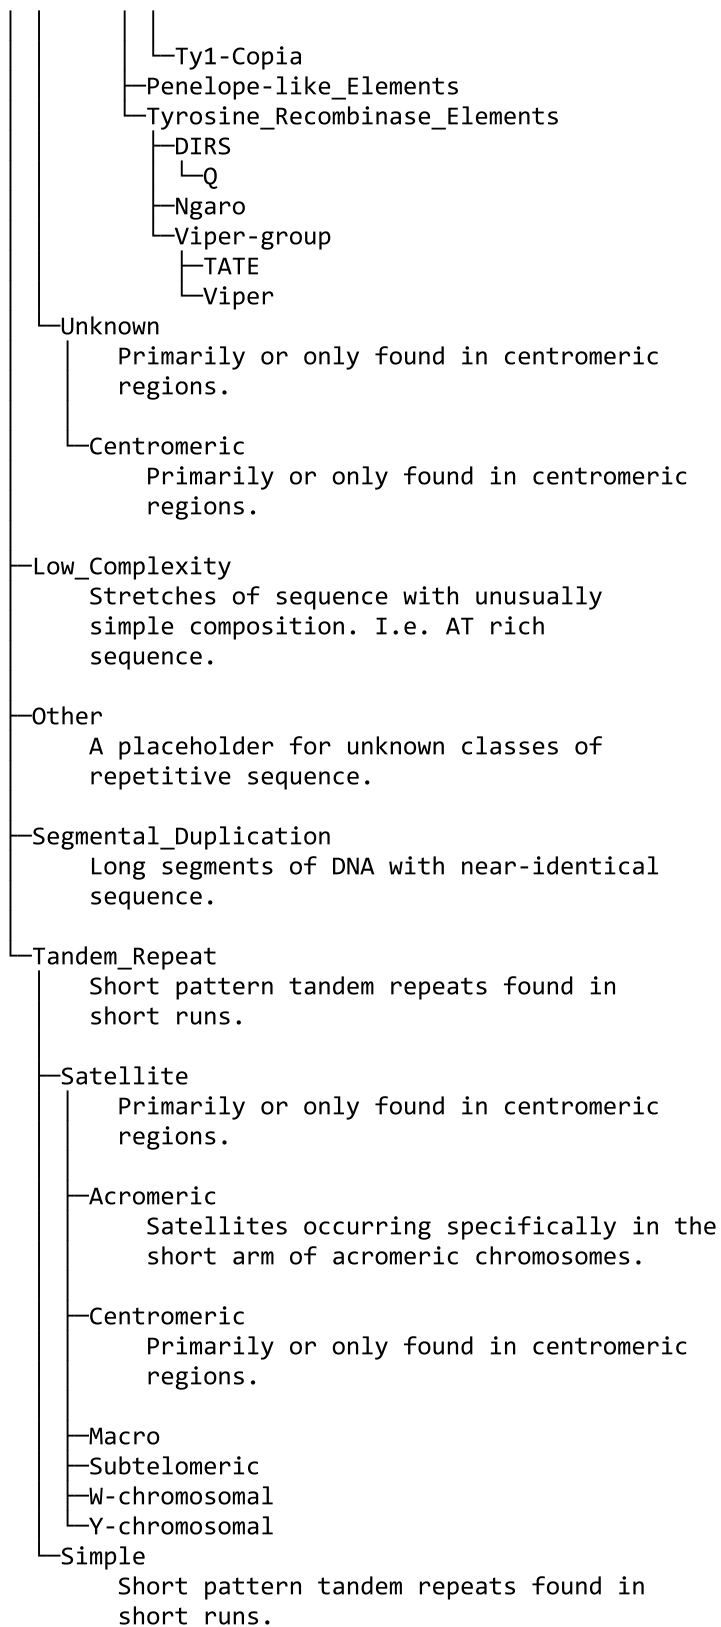 Ty1-Copia
Penelope-like_Elements
Tyrosine_Recombinase_Elements
DIRS
Q
Ngaro
Viper-group
TATE
Viper
Unknown
Primarily or only found in centromeric
regions.
Centromeric
Primarily or only found in centromeric
regions.
Low_Complexity
Stretches of sequence with unusually
simple composition. I.e. AT rich
sequence.
Other
A placeholder for unknown classes of
repetitive sequence.
Segmental_Duplication
Long segments of DNA with near-identical
sequence.
Tandem_Repeat
Short pattern tandem repeats found in
short runs.
Satellite
Primarily or only found in centromeric
regions.
Acromeric
Satellites occurring specifically in the
short arm of acromeric chromosomes.
Centromeric
Primarily or only found in centromeric
regions.
Macro
Subtelomeric
W-chromosomal
Y-chromosomal
Simple
Short pattern tandem repeats found in
short runs.